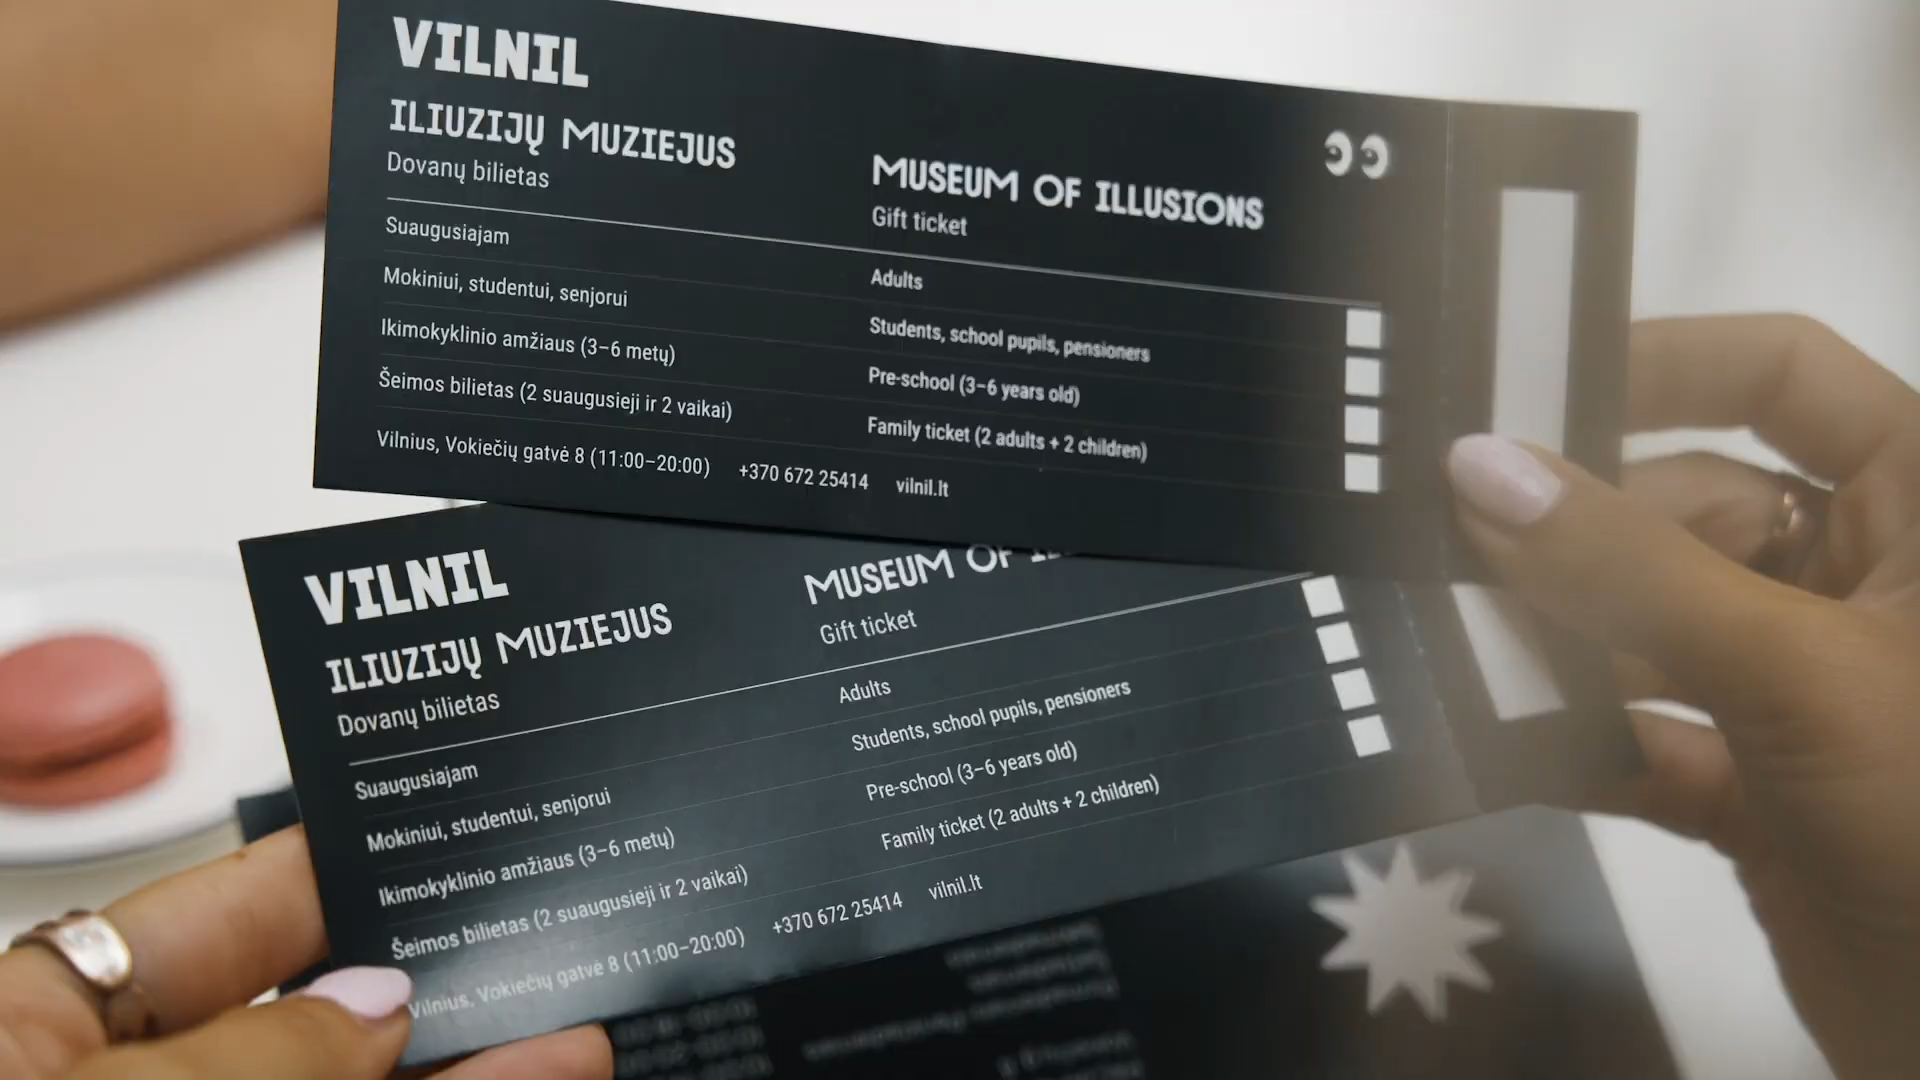 VILNIL
ILIUZIJŲ MUZIEJUS
Dovanų bilietas
MUSEUM OF ILLUSIONS
Gift ticket
Suaugusiajam
Adults
Mokiniui, studentui, senjorui
Students, school pupils, pensioners
Ikimokyklinio amžiaus (3–6 metų)
Pre-school (3–6 years old)
Šeimos bilietas (2 suaugusieji ir 2 vaikai)
Family ticket (2 adults + 2 children)
Vilnius, Vokiečių gatvė 8 (11:00–20:00) +370 672 25414 vilnil.lt
VILNIL
ILIUZIJŲ MUZIEJUS
Dovanų bilietas
MUSEUM OF
Gift ticket
Suaugusiajam
Adults
Mokiniui, studentui, senjorui
Students, school pupils, pensioners
Ikimokyklinio amžiaus (3–6 metų)
Pre-school (3–6 years old)
Šeimos bilietas (2 suaugusieji ir 2 vaikai)
Family ticket (2 adults + 2 children)
Vilnius, Vokiečių gatvė 8 (11:00–20:00) +370 672 25414 vilnil.lt